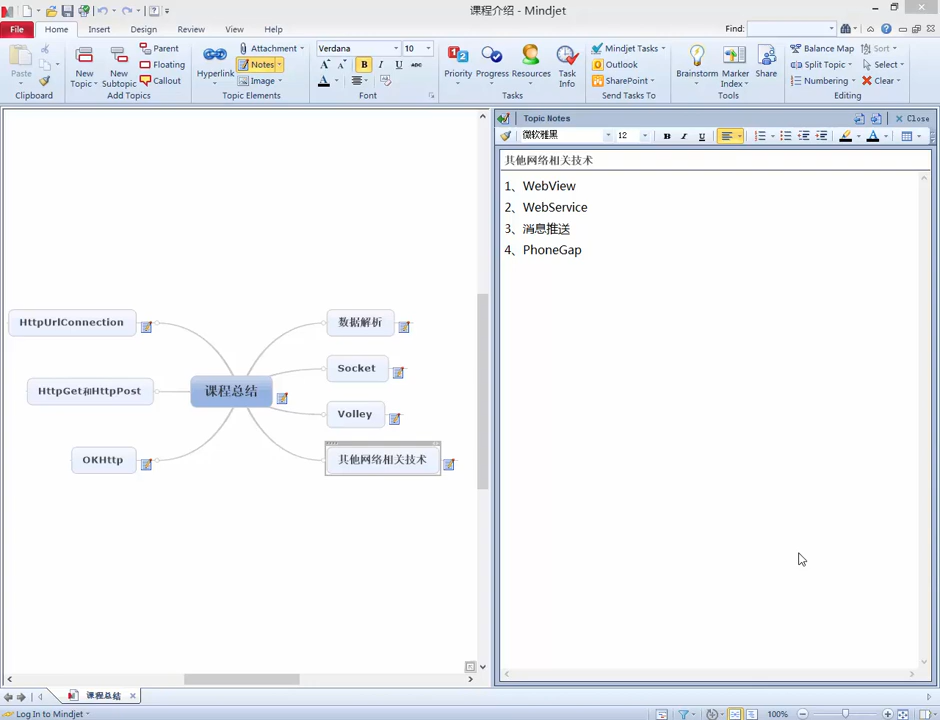 课程介绍 - Mindjet
File
Home
Insert
Design
Review
View
Help
Find:
Paste
Clipboard
New Topic
New Subtopic
Parent
Floating
Callout
Add Topics
Hyperlink
Attachment
Notes
Image
Topic Elements
Verdana
10
B I U ABC
Font
Priority
Progress
Resources
Task Info
Tasks
Mindjet Tasks
Outlook
SharePoint
Send Tasks To
Brainstorm
Marker Index
Share
Tools
Balance Map
Split Topic
Numbering
Sort
Select
Clear
Editing
Topic Notes
Close
微软雅黑
12
B I U
其他网络相关技术
1、WebView
2、WebService
3、消息推送
4、PhoneGap
HttpUrlConnection
HttpGet和HttpPost
OKHttp
课程总结
数据解析
Socket
Volley
其他网络相关技术
课程总结
Log In to Mindjet
100%